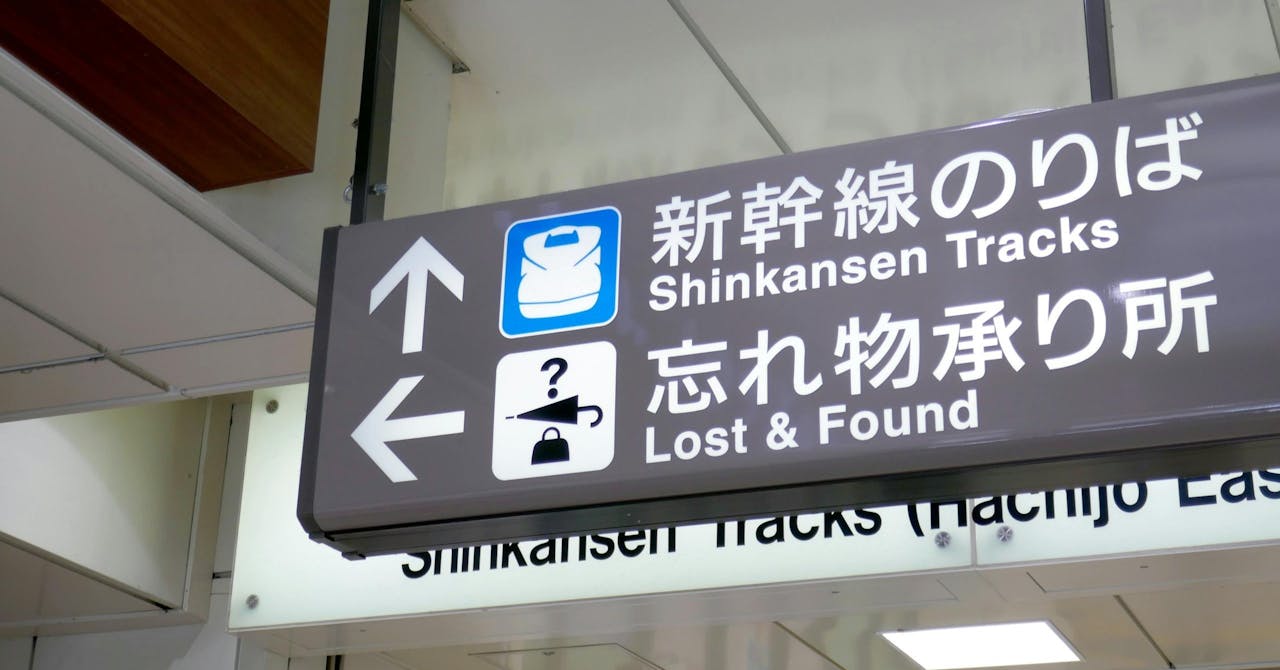 新幹線のりば
Shinkansen Tracks
?
忘れ物承り所
Lost & Found
Shinkansen Tracks (Hachijo Eas